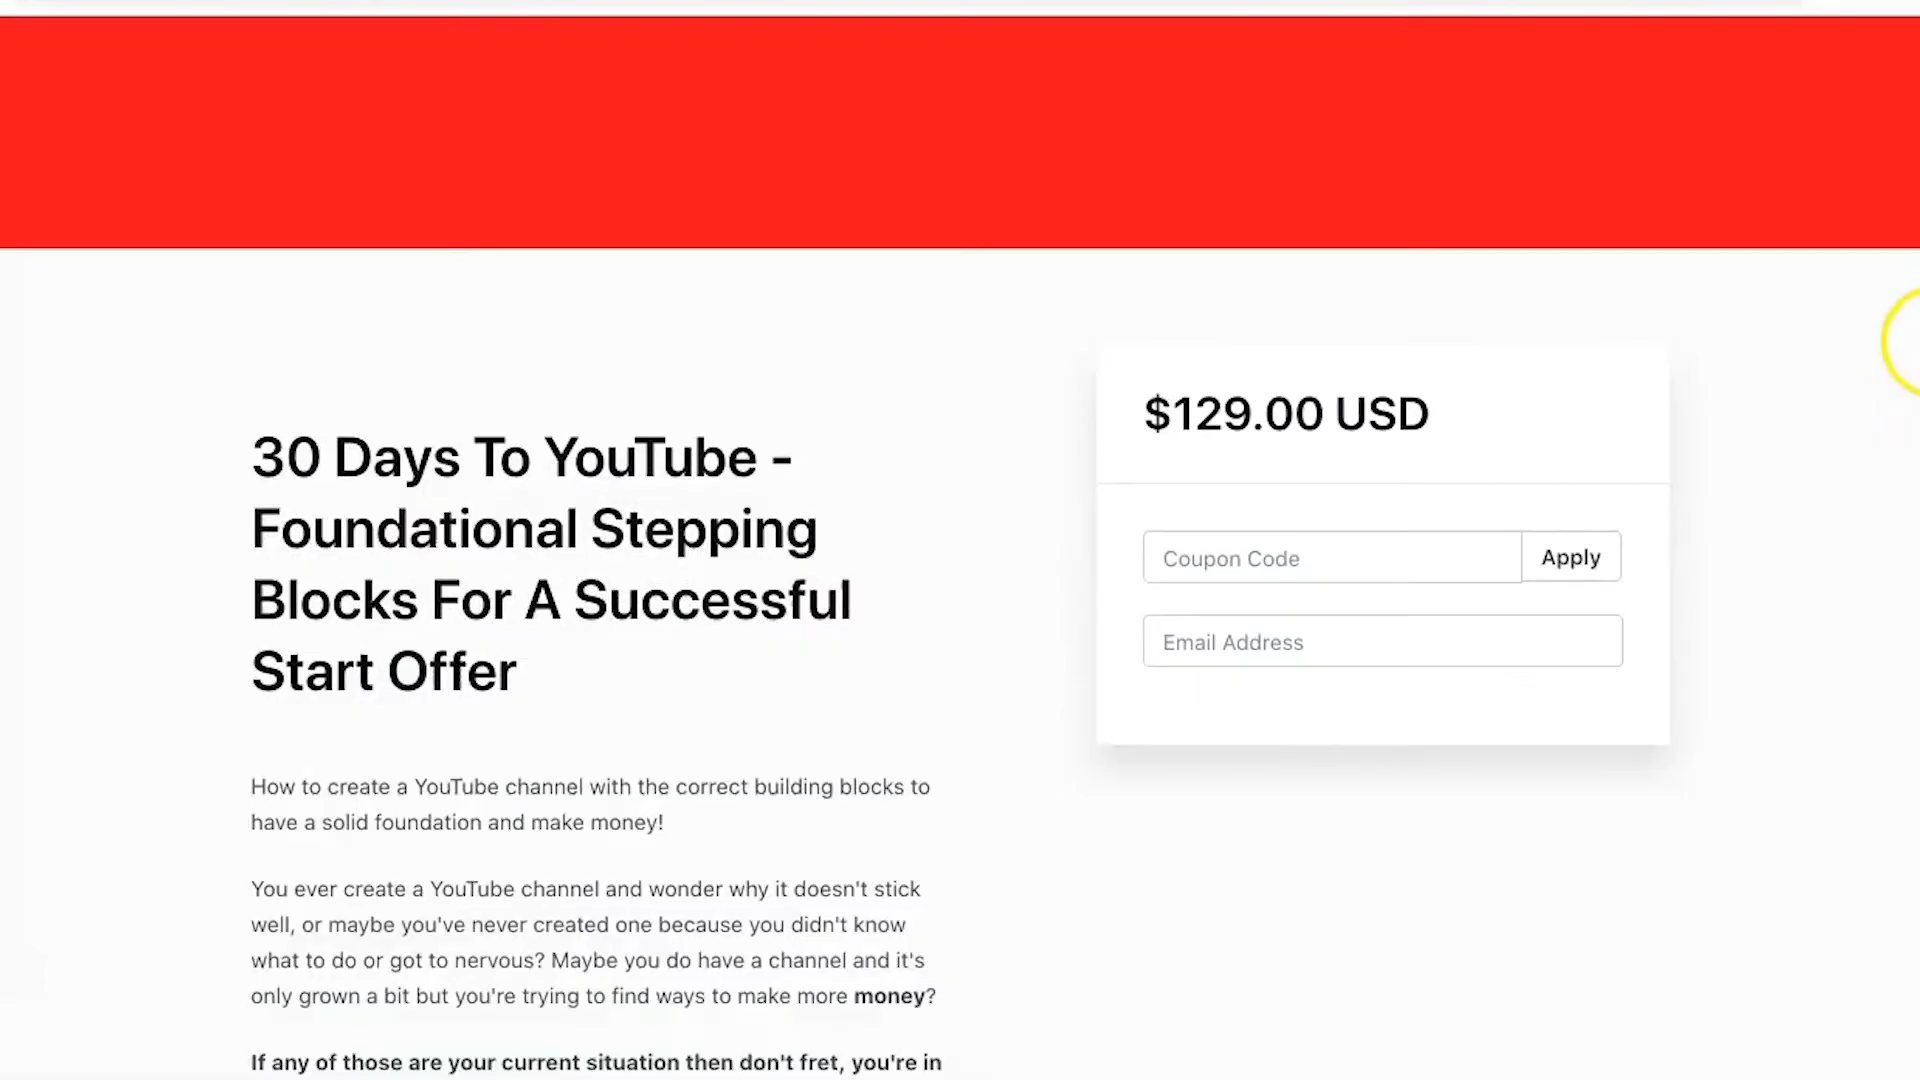 30 Days To YouTube -
Foundational Stepping
Blocks For A Successful
Start Offer
How to create a YouTube channel with the correct building blocks to
have a solid foundation and make money!
You ever create a YouTube channel and wonder why it doesn't stick
well, or maybe you've never created one because you didn't know
what to do or got to nervous? Maybe you do have a channel and it's
only grown a bit but you're trying to find ways to make more money?
If any of those are your current situation then don't fret, you're in
$129.00 USD
Coupon Code
Apply
Email Address